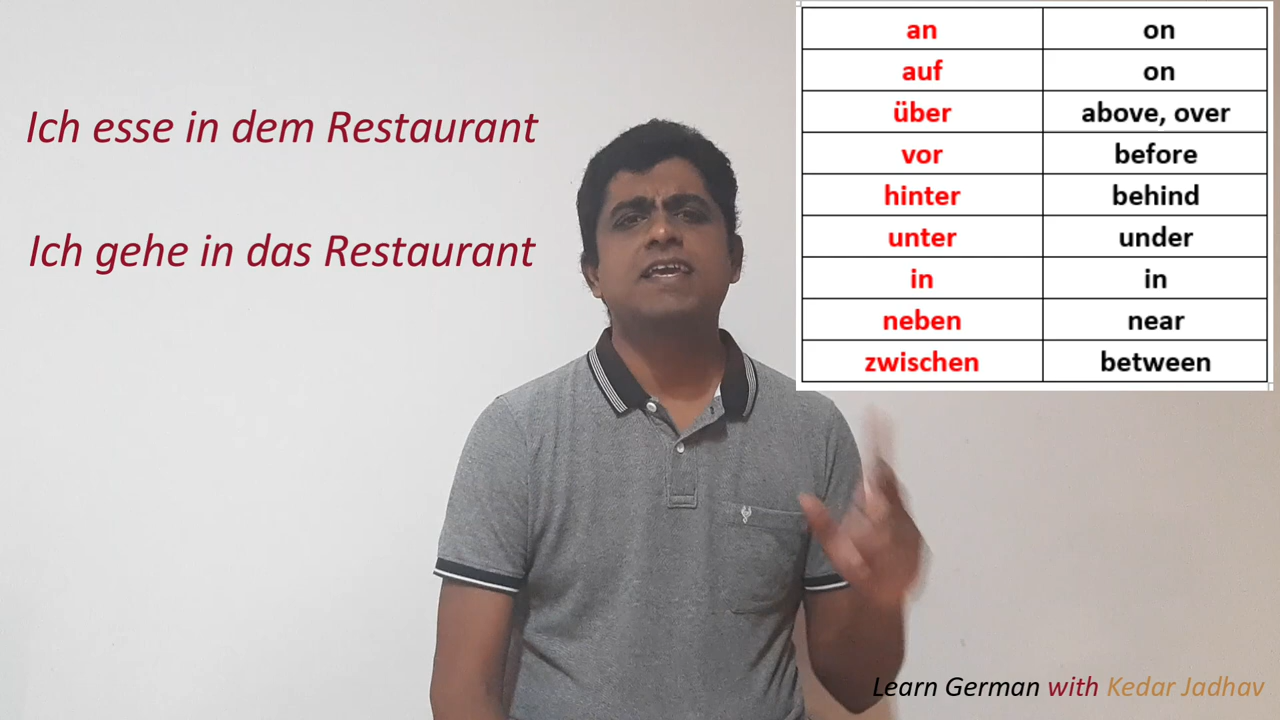 Ich esse in dem Restaurant
Ich gehe in das Restaurant
an on
auf on
über above, over
vor before
hinter behind
unter under
in in
neben near
zwischen between
Learn German with Kedar Jadhav